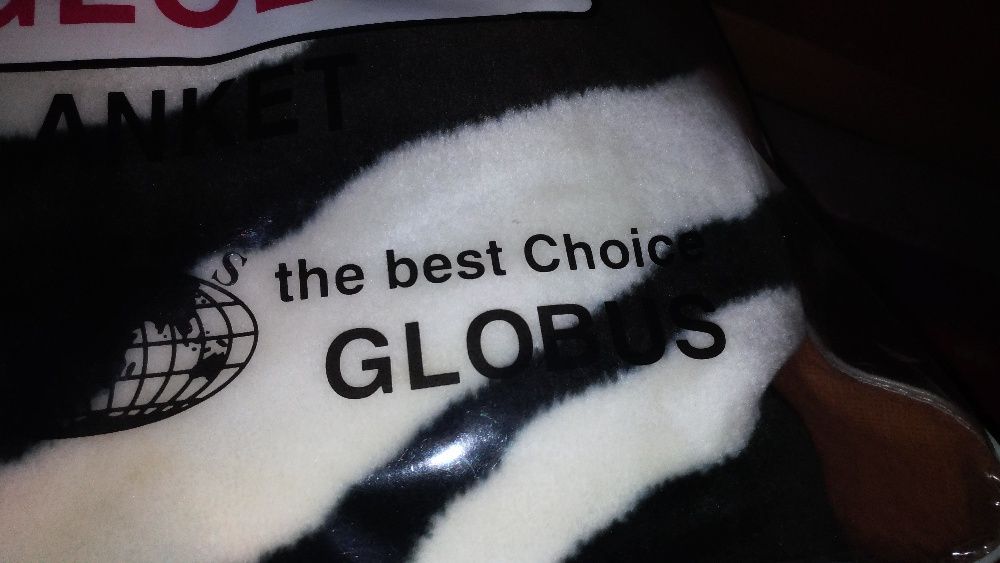 ANKET
S
the best Choice
GLOBUS